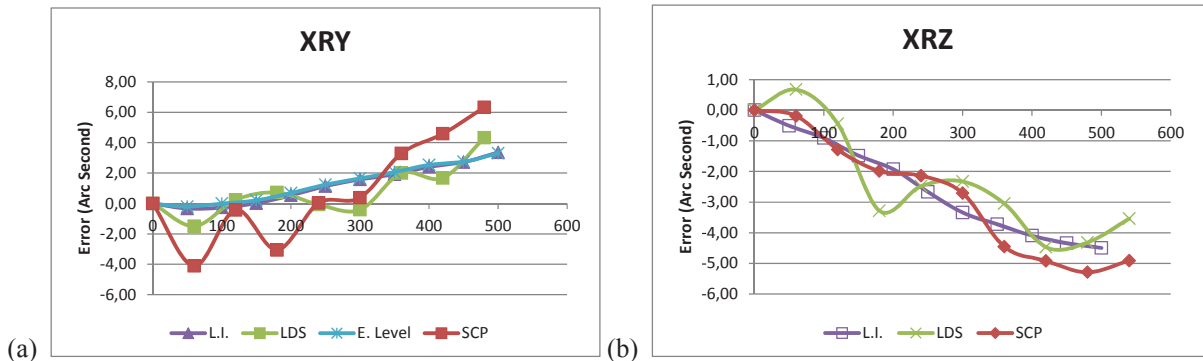 (a)
XRY
Error (Arc Second)
8,00
6,00
4,00
2,00
0,00
-2,00
-4,00
-6,00
0 100 200 300 400 500 600
L.I. LDS E. Level SCP
(b)
XRZ
Error (Arc Second)
1,00
0,00
-1,00
-2,00
-3,00
-4,00
-5,00
-6,00
0 100 200 300 400 500 600
L.I. LDS SCP